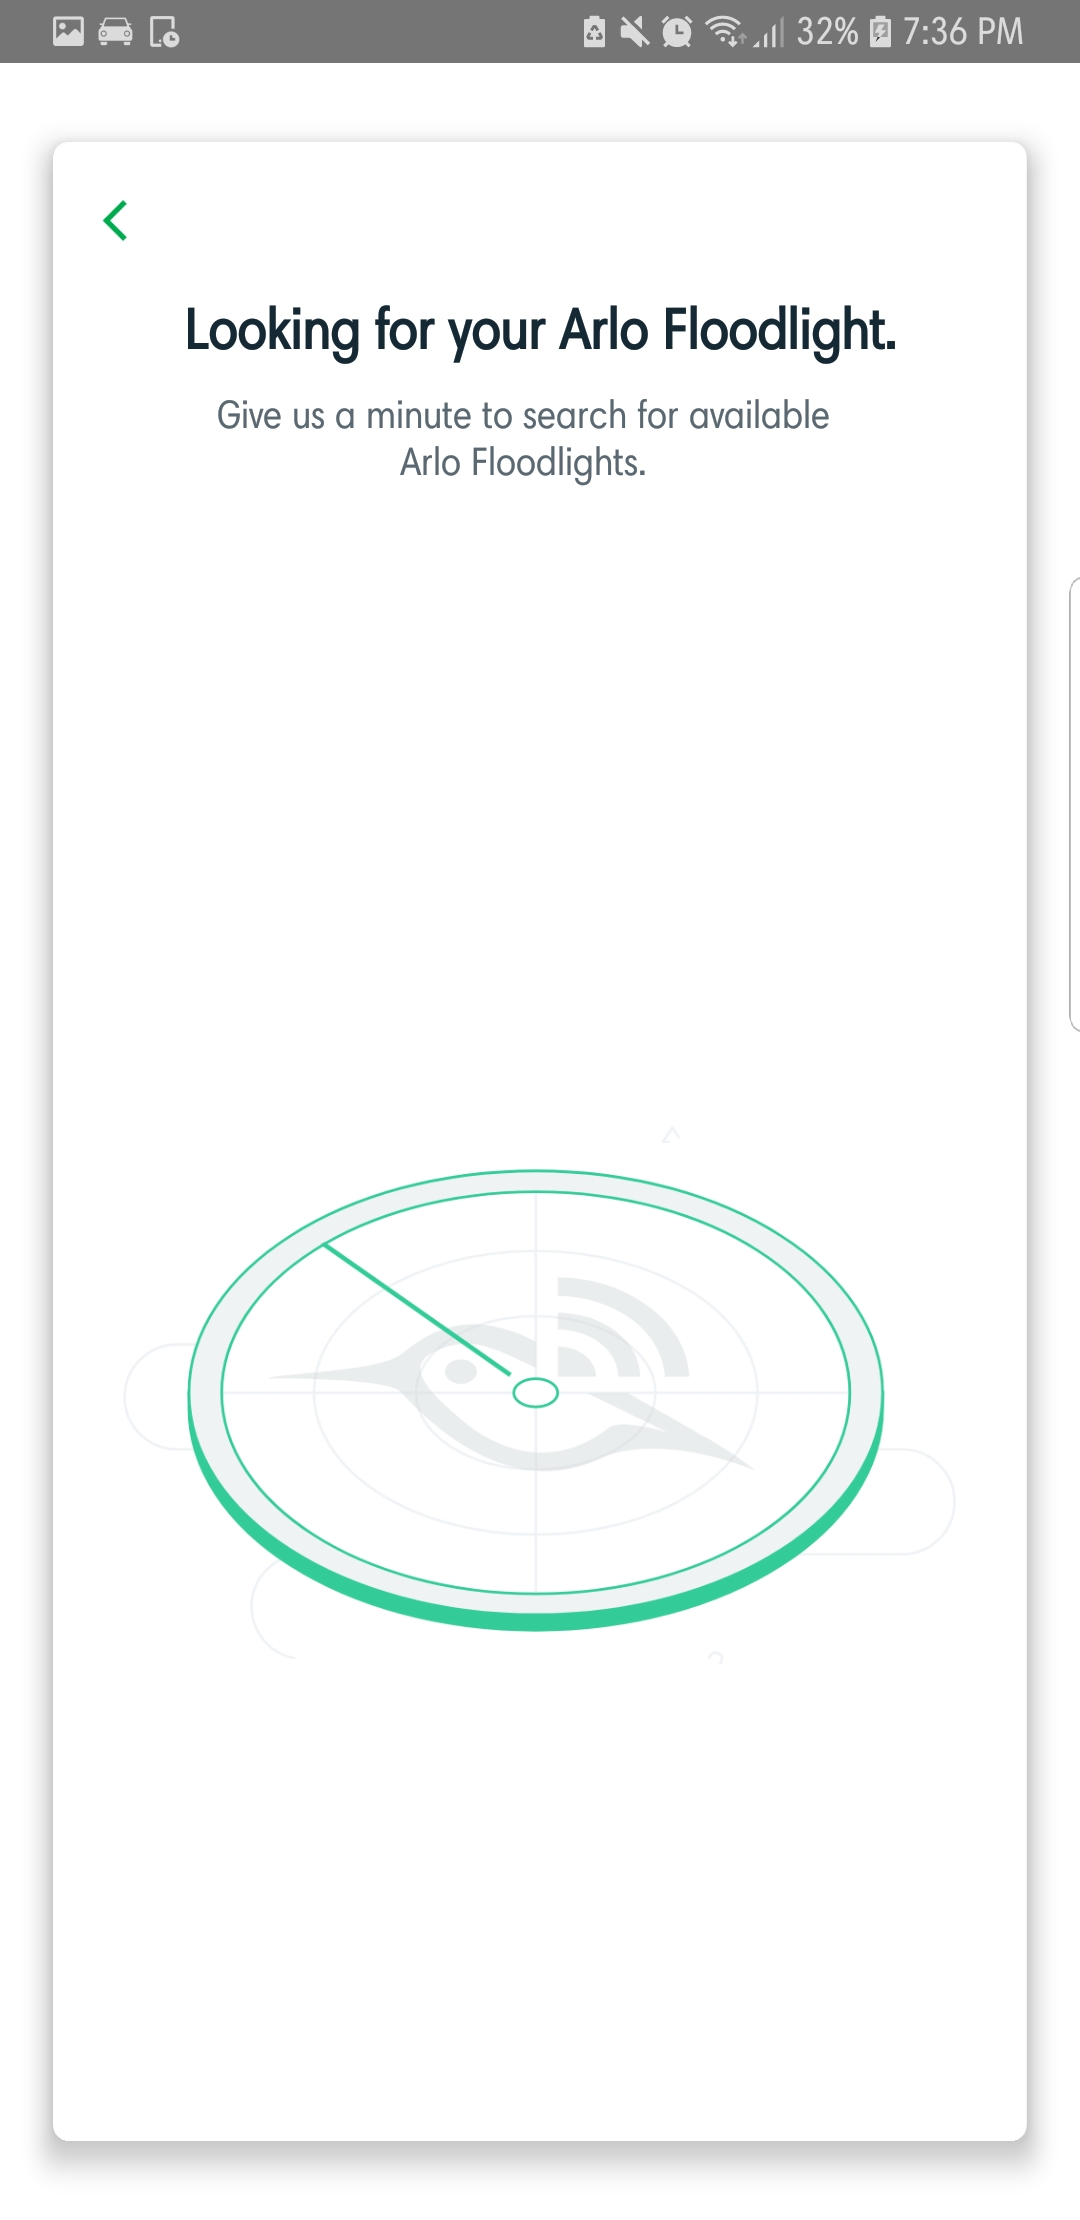 32% 7:36 PM
Looking for your Arlo Floodlight.
Give us a minute to search for available
Arlo Floodlights.